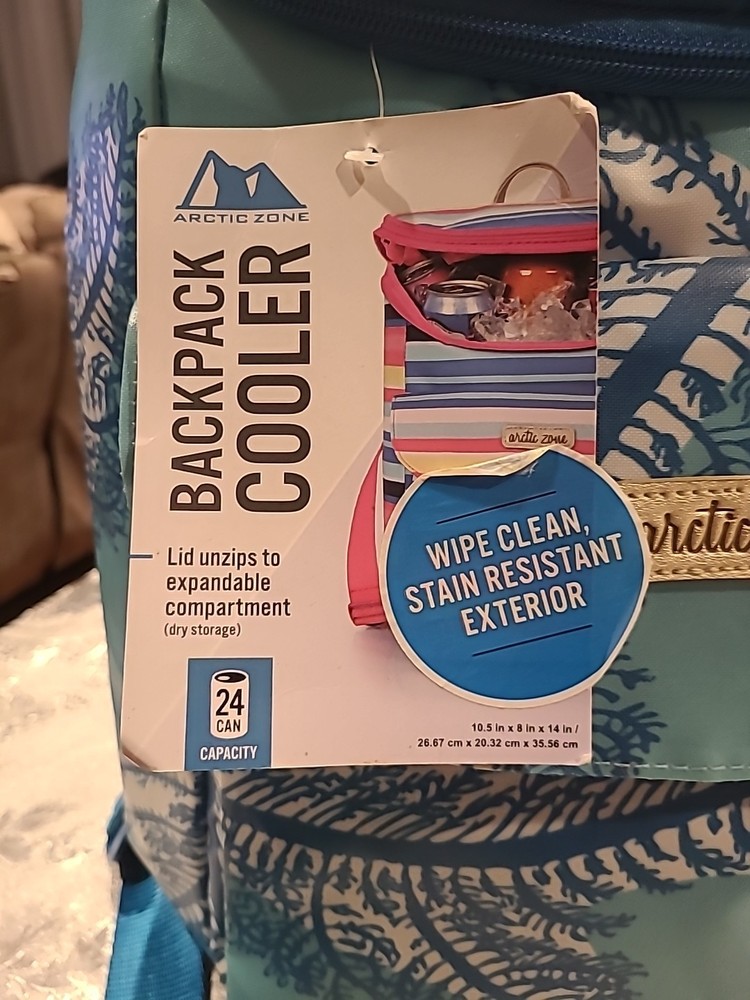 ARCTIC ZONE
BACKPACK
COOLER
Lid unzips to
expandable
compartment
(dry storage)
24
CAN
CAPACITY
arctic zone
WIPE CLEAN,
STAIN RESISTANT
EXTERIOR
10.5 in x 8 in x 14 in /
26.67 cm x 20.32 cm x 35.56 cm
arctic